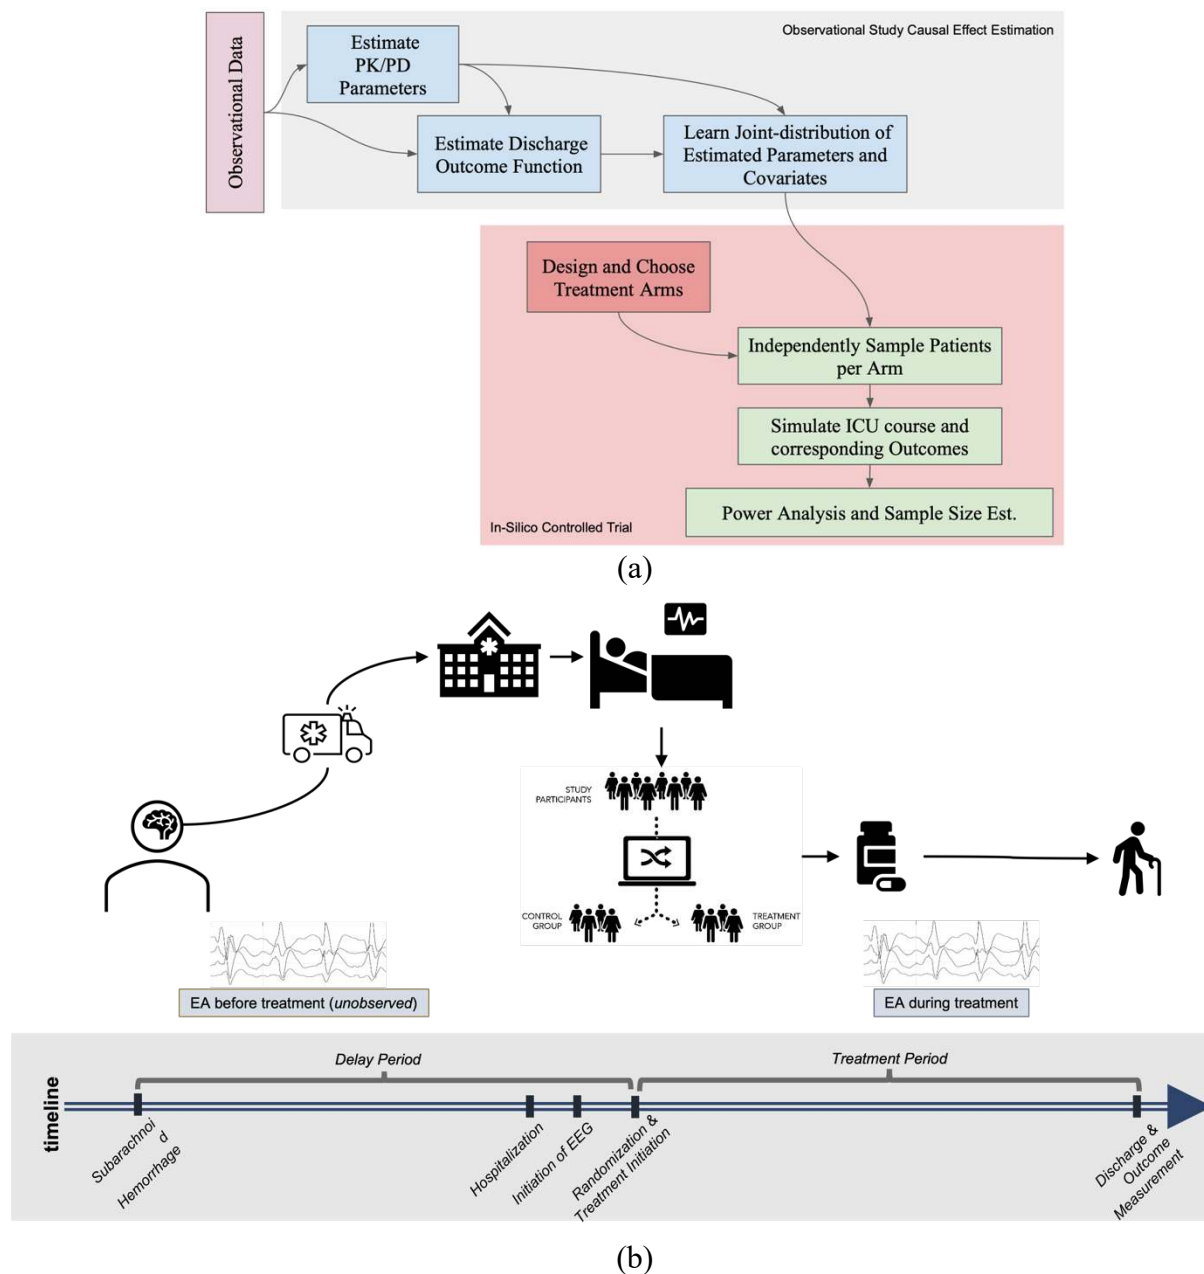 Observational Data
Observational Study Causal Effect Estimation
Estimate
PK/PD
Parameters
Estimate Discharge
Outcome Function
Learn Joint-distribution of
Estimated Parameters and
Covariates
Design and Choose
Treatment Arms
Independently Sample Patients
per Arm
Simulate ICU course and
corresponding Outcomes
Power Analysis and Sample Size Est.
In-Silico Controlled Trial
(a)
STUDY
PARTICIPANTS
CONTROL
GROUP
TREATMENT
GROUP
EA before treatment (unobserved)
EA during treatment
timeline
Delay Period
Treatment Period
Subarachnoi
d
Hemorrhage
Hospitalization
Initiation of EEG
Randomization &
Treatment Initiation
Discharge &
Outcome
Measurement
(b)